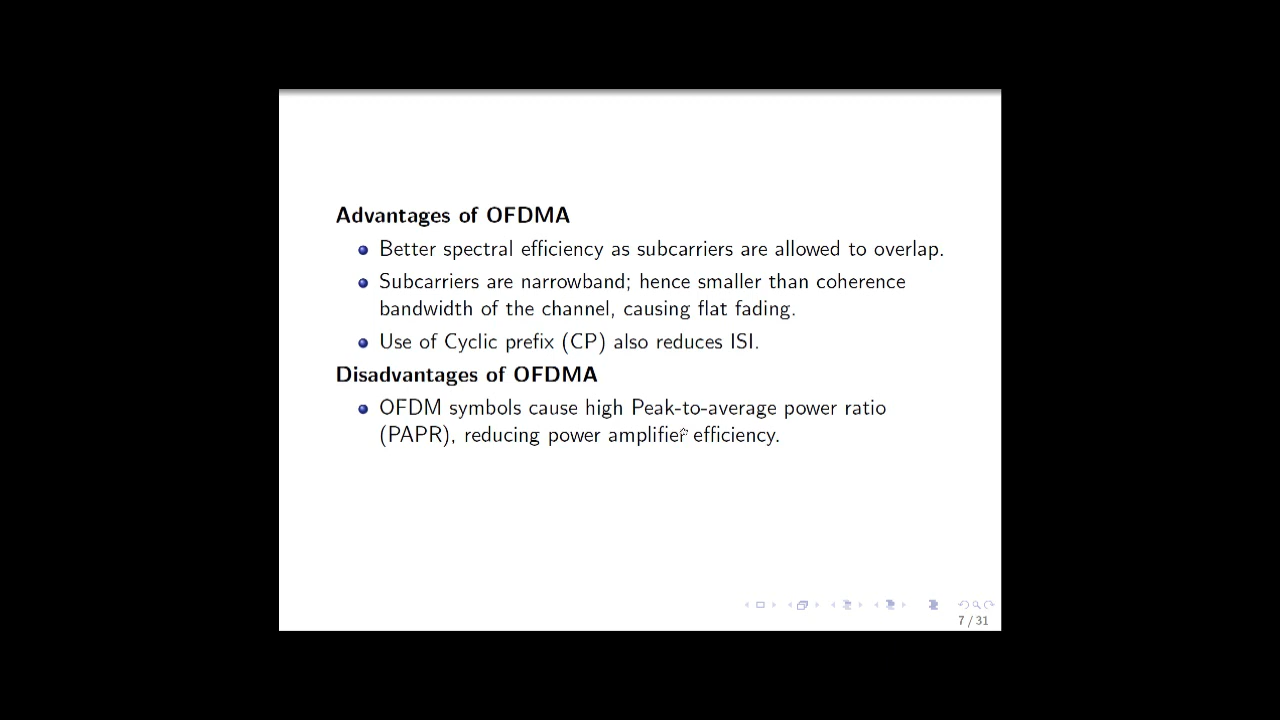 Advantages of OFDMA
Better spectral efficiency as subcarriers are allowed to overlap.
Subcarriers are narrowband; hence smaller than coherence
bandwidth of the channel, causing flat fading.
Use of Cyclic prefix (CP) also reduces ISI.
Disadvantages of OFDMA
OFDM symbols cause high Peak-to-average power ratio
(PAPR), reducing power amplifier efficiency.
7 / 31